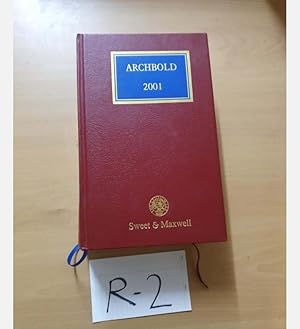 ARCHBOLD
2001
Sweet & Maxwell
R-2